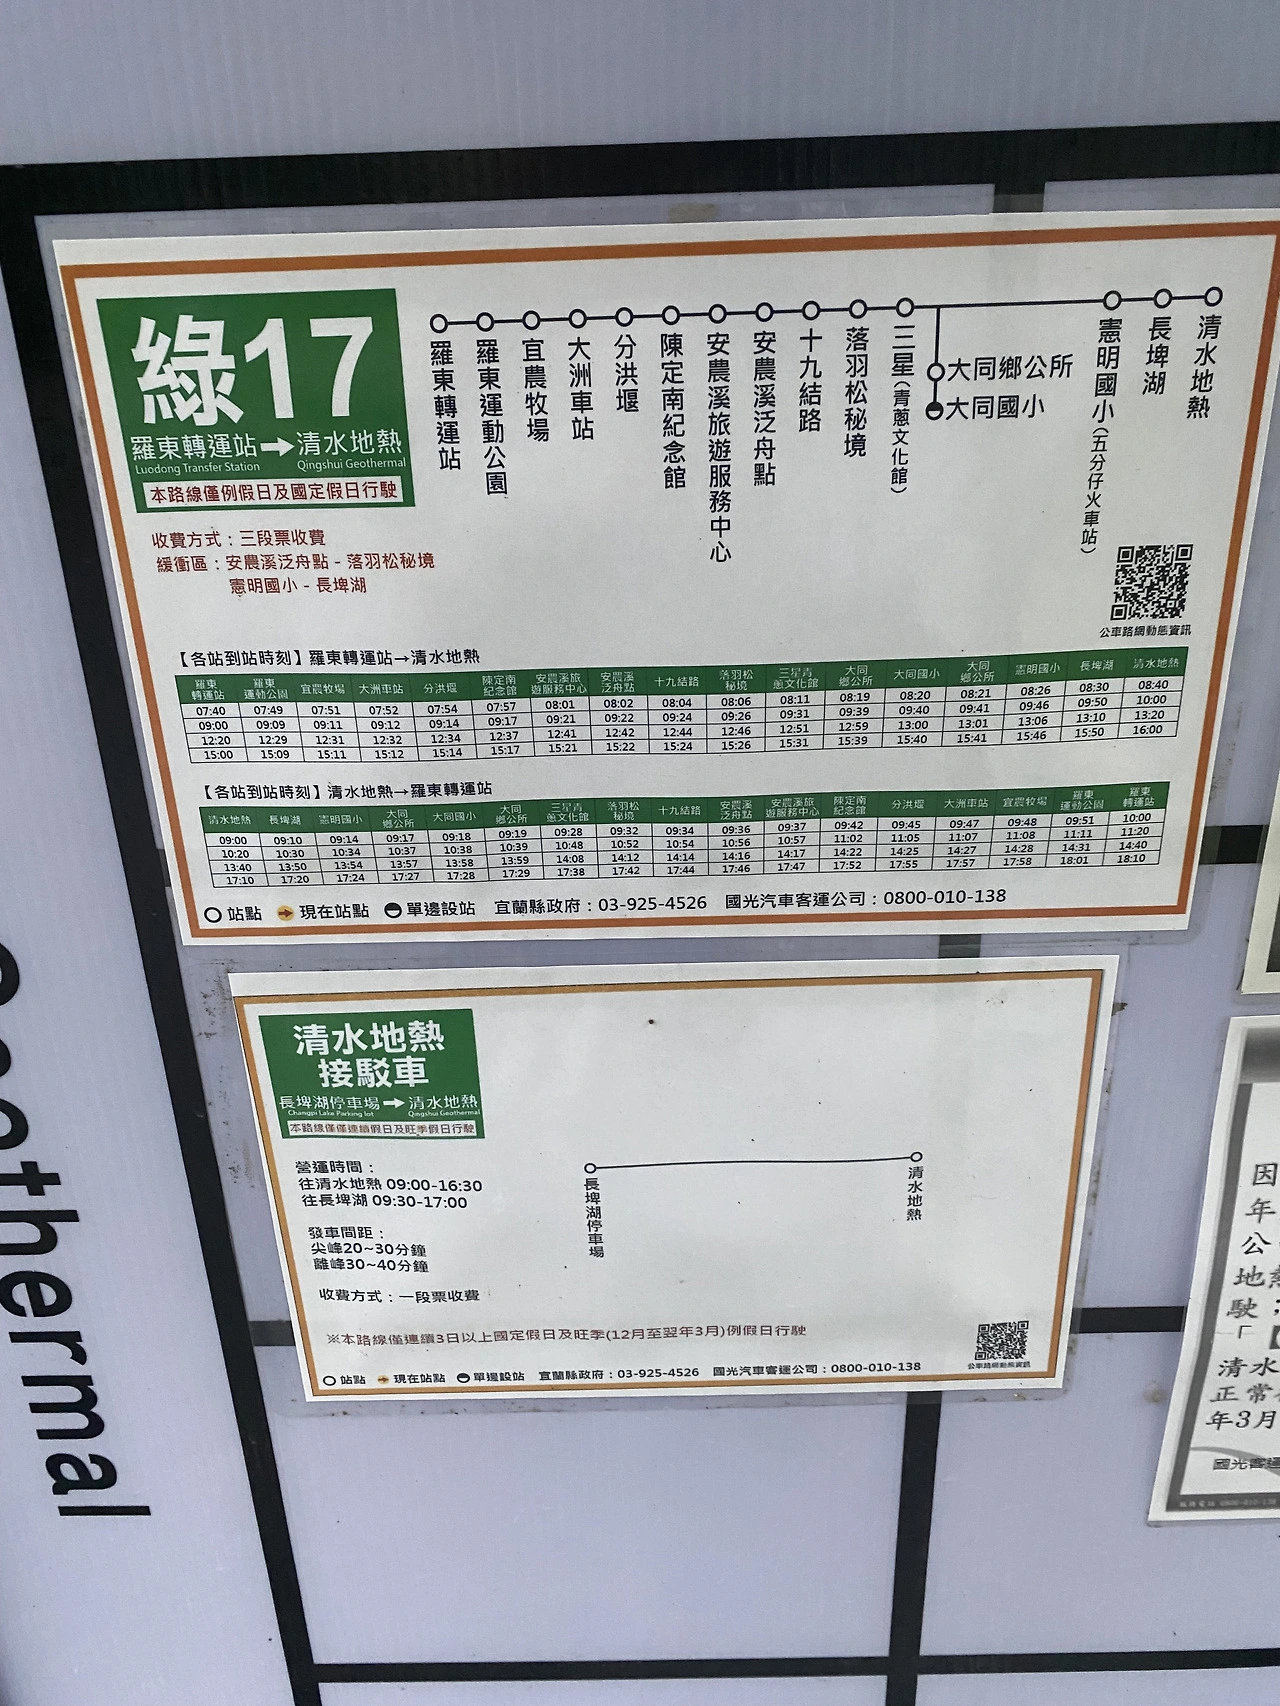 綠17
羅東轉運站→清水地熱
Luodong Transfer Station Qingshui Geothermal
本路線僅例假日及國定假日行駛
收費方式：三段票收費
緩衝區：安農溪泛舟點 - 落羽松秘境
憲明國小 - 長埤湖
羅東轉運站
羅東運動公園
宜農牧場
大洲車站
分洪堰
陳定南紀念館
安農溪旅遊服務中心
安農溪泛舟點
十九結路
落羽松秘境
三星(青蔥文化館)
大同鄉公所
大同國小
憲明國小(五分仔火車站)
長埤湖
清水地熱
公車路網動態資訊
【各站到站時刻】羅東轉運站→清水地熱
羅東轉運站 羅東運動公園 宜農牧場 大洲車站 分洪堰 陳定南紀念館 安農溪旅遊服務中心 安農溪泛舟點 十九結路 落羽松秘境 三星青蔥文化館 大同鄉公所 大同國小 大同鄉公所 憲明國小 長埤湖 清水地熱
07:40 07:49 07:51 07:52 07:54 07:57 08:01 08:02 08:04 08:06 08:11 08:19 08:20 08:21 08:26 08:30 08:40
09:00 09:09 09:11 09:12 09:14 09:17 09:21 09:22 09:24 09:26 09:31 09:39 09:40 09:41 09:46 09:50 10:00
12:20 12:29 12:31 12:32 12:34 12:37 12:41 12:42 12:44 12:46 12:51 12:59 13:00 13:01 13:06 13:10 13:20
15:00 15:09 15:11 15:12 15:14 15:17 15:21 15:22 15:24 15:26 15:31 15:39 15:40 15:41 15:46 15:50 16:00
【各站到站時刻】清水地熱→羅東轉運站
清水地熱 長埤湖 憲明國小 大同鄉公所 大同國小 大同鄉公所 三星青蔥文化館 落羽松秘境 十九結路 安農溪泛舟點 安農溪旅遊服務中心 陳定南紀念館 分洪堰 大洲車站 宜農牧場 羅東運動公園 羅東轉運站
09:00 09:10 09:14 09:17 09:18 09:19 09:28 09:32 09:34 09:36 09:37 09:42 09:45 09:47 09:48 09:51 10:00
10:20 10:30 10:34 10:37 10:38 10:39 10:48 10:52 10:54 10:56 10:57 11:02 11:05 11:07 11:08 11:11 11:20
13:40 13:50 13:54 13:57 13:58 13:59 14:08 14:12 14:14 14:16 14:17 14:22 14:25 14:27 14:28 14:31 14:40
17:10 17:20 17:24 17:27 17:28 17:29 17:38 17:42 17:44 17:46 17:47 17:52 17:55 17:57 17:58 18:01 18:10
站點 現在站點 單邊設站 宜蘭縣政府：03-925-4526 國光汽車客運公司：0800-010-138
清水地熱
接駁車
長埤湖停車場→清水地熱
Changpi Lake Parking lot Qingshui Geothermal
本路線僅僅連續假日及旺季假日行駛
營運時間：
往清水地熱 09:00-16:30
往長埤湖 09:30-17:00
發車間距：
尖峰20~30分鐘
離峰30~40分鐘
收費方式：一段票收費
長埤湖停車場
清水地熱
※本路線僅連續3日以上國定假日及旺季(12月至翌年3月)例假日行駛
公車路網動態資訊
站點 現在站點 單邊設站 宜蘭縣政府：03-925-4526 國光汽車客運公司：0800-010-138
eothermal
因
年
公
地熱
駛；
「【
清水
正常
年3月
國光客運